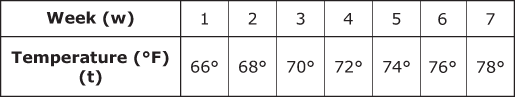 Week (w) 1 2 3 4 5 6 7
Temperature (°F)
(t) 66° 68° 70° 72° 74° 76° 78°